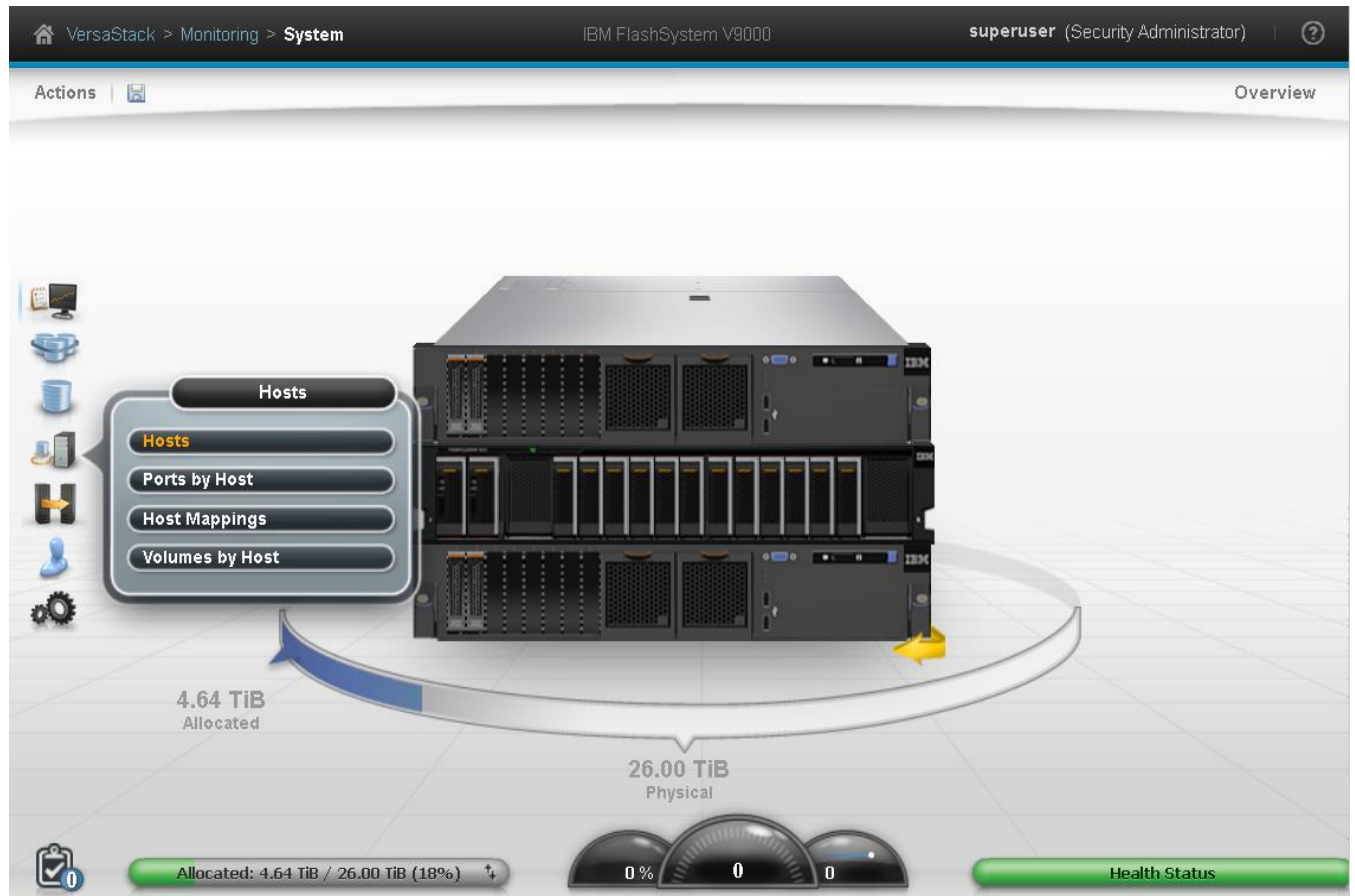 VersaStack > Monitoring > System
IBM FlashSystem V9000
superuser (Security Administrator)
?
Actions
Overview
Hosts
Hosts
Ports by Host
Host Mappings
Volumes by Host
IBM
IBM
IBM
4.64 TiB
Allocated
26.00 TiB
Physical
0
Allocated: 4.64 TiB / 26.00 TiB (18%)
0 %
0
0
Health Status